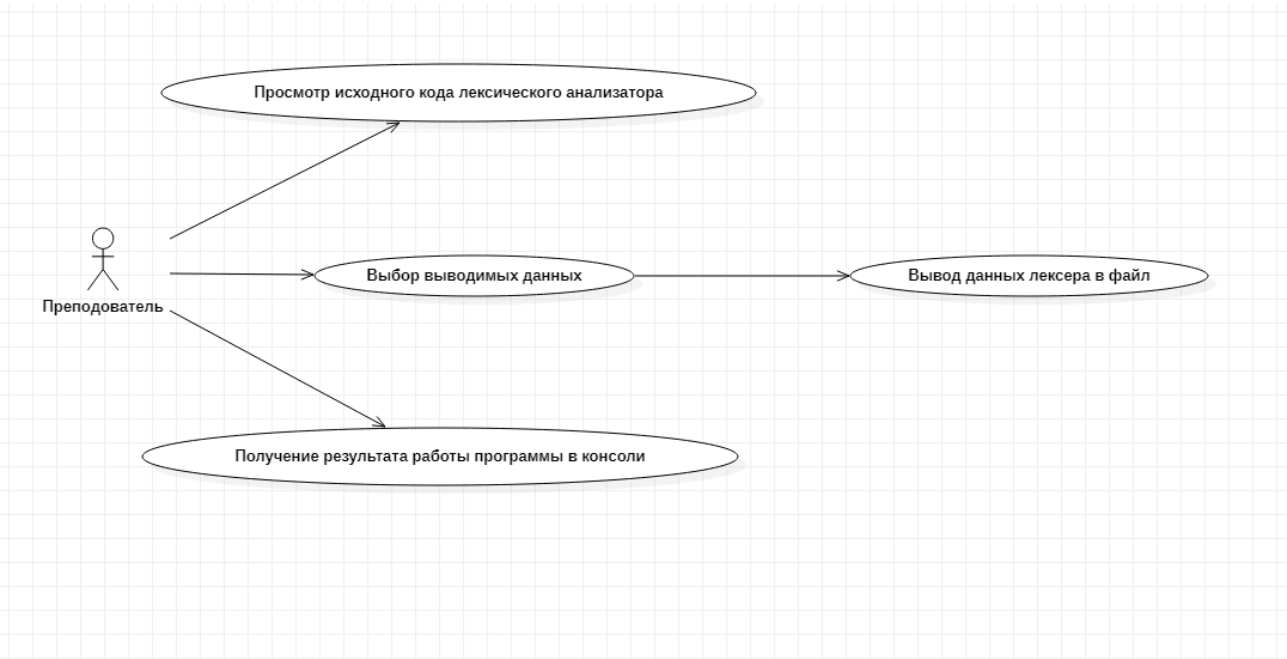 Просмотр исходного кода лексического анализатора
Преподователь
Выбор выводимых данных
Вывод данных лексера в файл
Получение результата работы программы в консоли